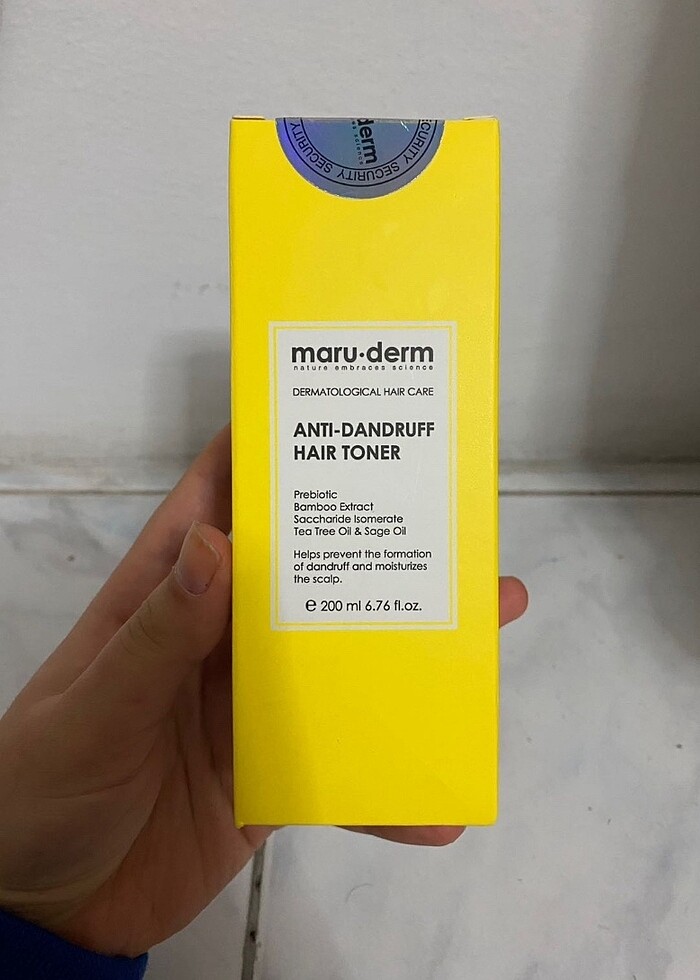 SECURITY SECURITY SECURITY
derm
maru·derm
nature embraces science
DERMATOLOGICAL HAIR CARE
ANTI-DANDRUFF
HAIR TONER
Prebiotic
Bamboo Extract
Saccharide Isomerate
Tea Tree Oil & Sage Oil
Helps prevent the formation
of dandruff and moisturizes
the scalp.
℮ 200 ml 6.76 fl.oz.